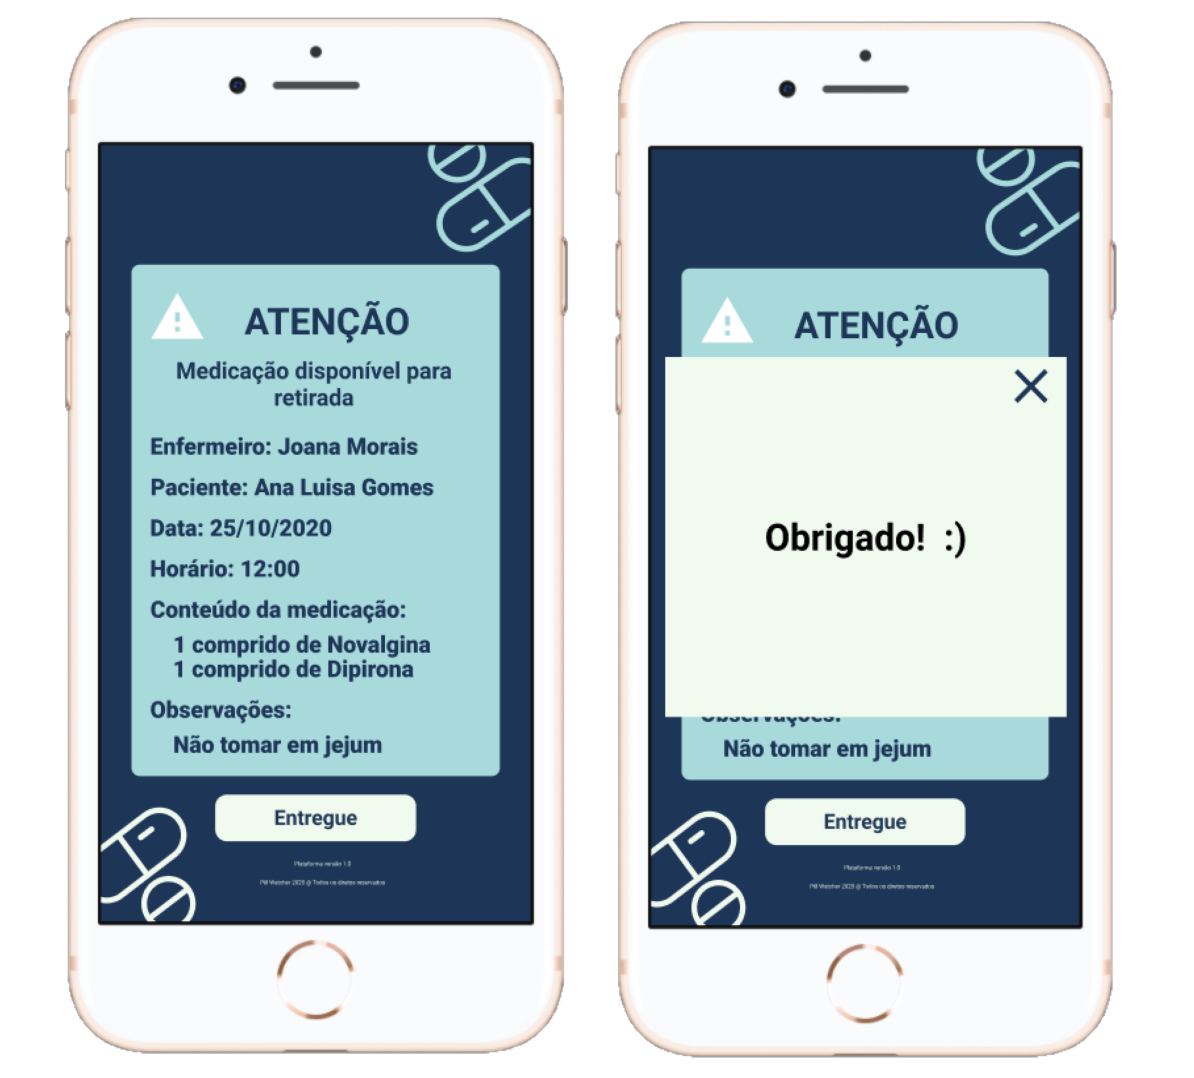 ATENÇÃO
Medicação disponível para
retirada
Enfermeiro: Joana Morais
Paciente: Ana Luisa Gomes
Data: 25/10/2020
Horário: 12:00
Conteúdo da medicação:
1 comprido de Novalgina
1 comprido de Dipirona
Observações:
Não tomar em jejum
Entregue
Plataforma versão 1.0
Pill Watcher 2020 @ Todos os direitos reservados
ATENÇÃO
Obrigado! :)
Observações:
Não tomar em jejum
Entregue
Plataforma versão 1.0
Pill Watcher 2020 @ Todos os direitos reservados